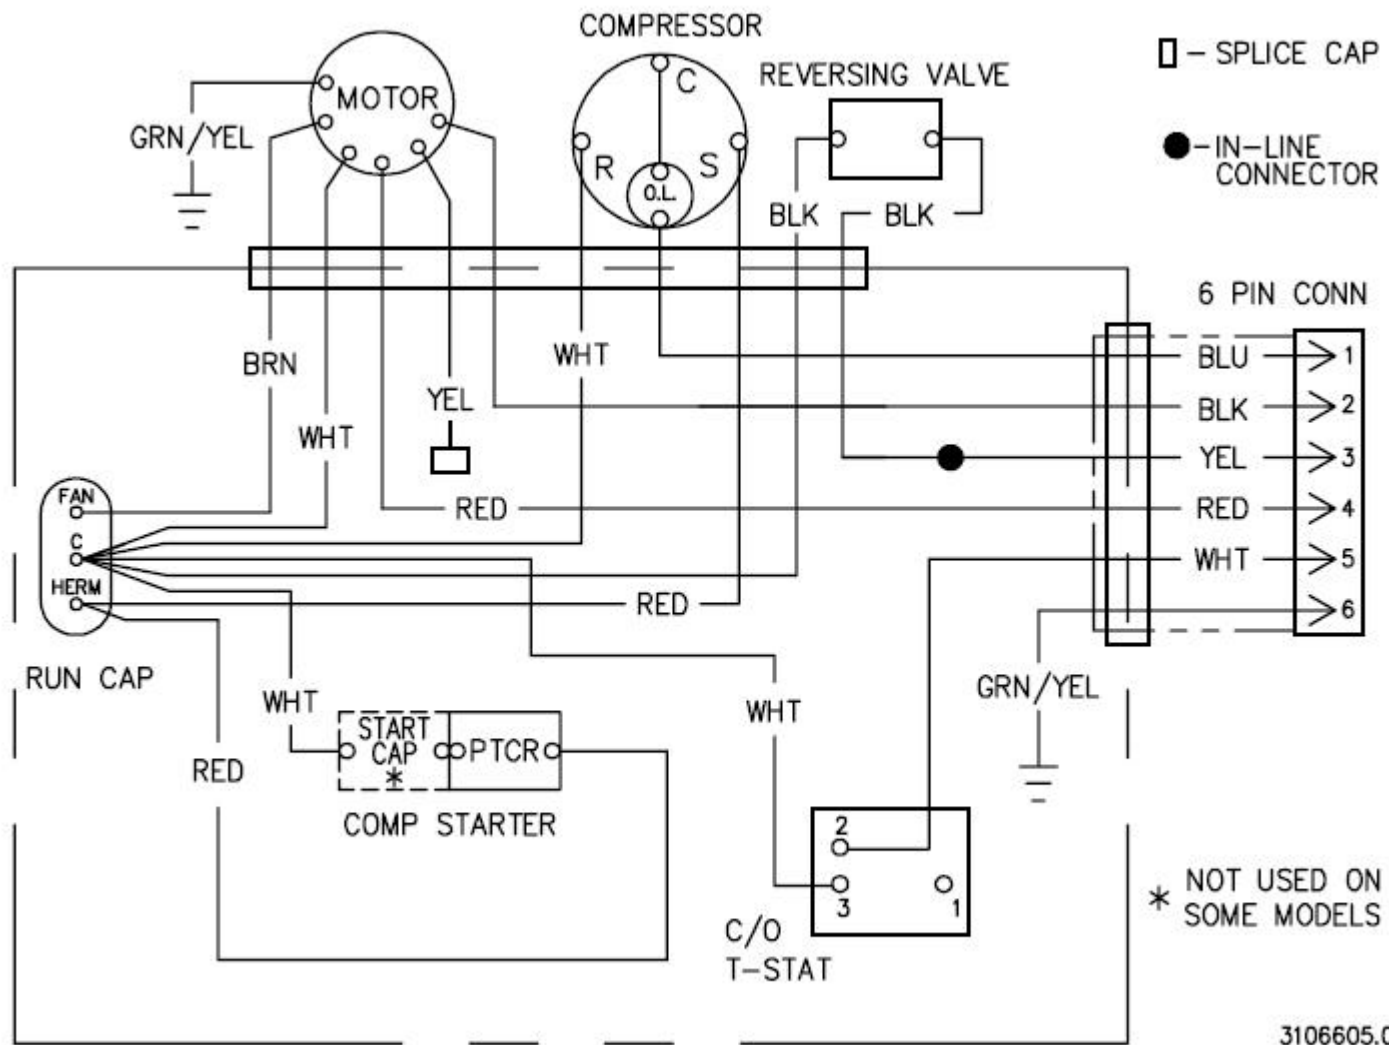 COMPRESSOR
C
R
S
O.L.
MOTOR
GRN/YEL
REVERSING VALVE
BLK
BLK
- SPLICE CAP
- IN-LINE
CONNECTOR
6 PIN CONN
BLU
1
BLK
2
YEL
3
RED
4
WHT
5
6
GRN/YEL
BRN
WHT
YEL
WHT
RED
RED
FAN
C
HERM
RUN CAP
WHT
RED
START
CAP
*
PTCR
COMP STARTER
WHT
2
3
1
C/O
T-STAT
* NOT USED ON
SOME MODELS